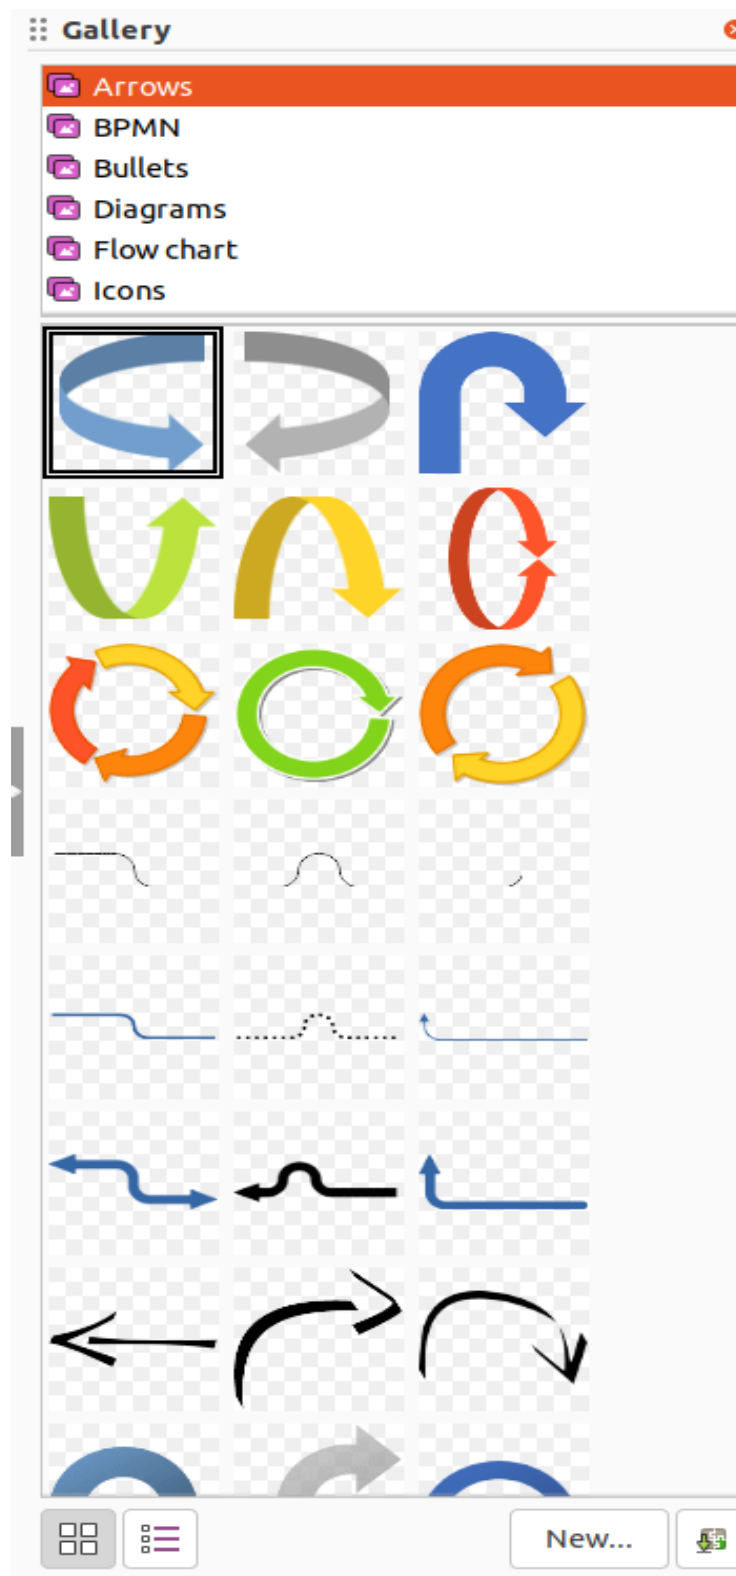 Gallery
Arrows
BPMN
Bullets
Diagrams
Flow chart
Icons
New...